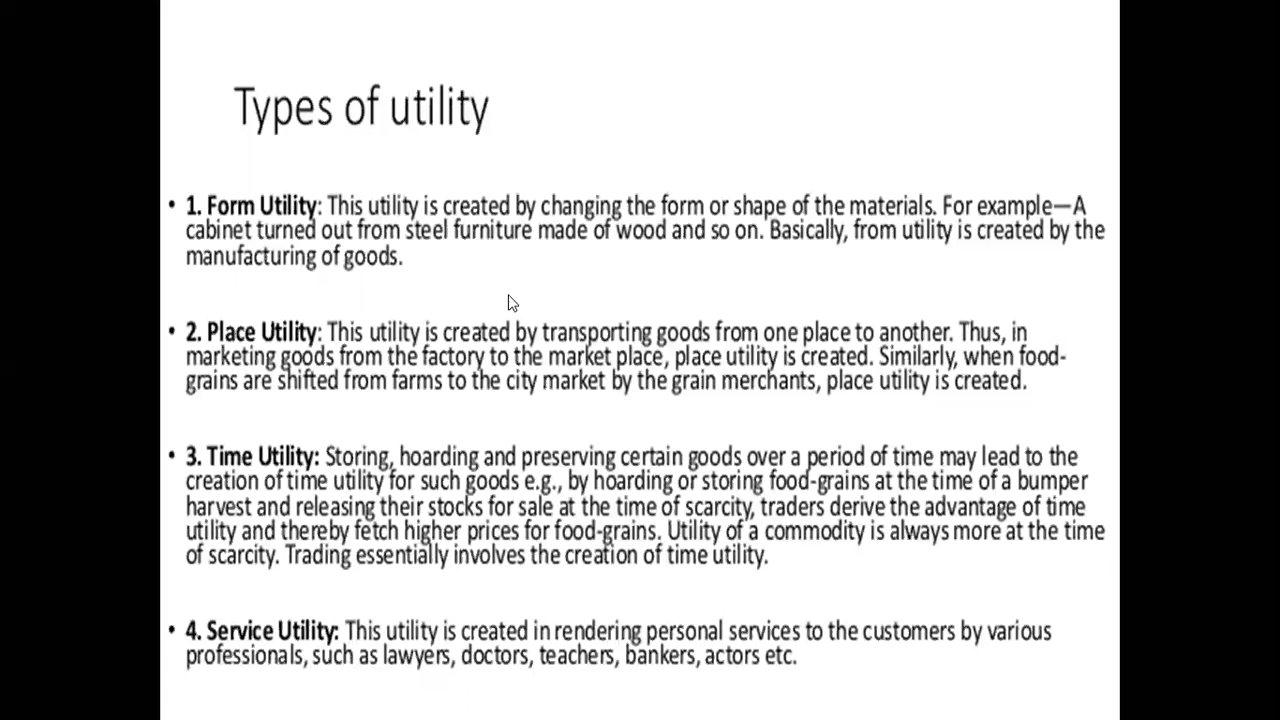 Types of utility
• 1. Form Utility: This utility is created by changing the form or shape of the materials. For example—A
cabinet turned out from steel furniture made of wood and so on. Basically, from utility is created by the
manufacturing of goods.
• 2. Place Utility: This utility is created by transporting goods from one place to another. Thus, in
marketing goods from the factory to the market place, place utility is created. Similarly, when food-
grains are shifted from farms to the city market by the grain merchants, place utility is created.
• 3. Time Utility: Storing, hoarding and preserving certain goods over a period of time may lead to the
creation of time utility for such goods e.g., by hoarding or storing food-grains at the time of a bumper
harvest and releasing their stocks for sale at the time of scarcity, traders derive the advantage of time
utility and thereby fetch higher prices for food-grains. Utility of a commodity is always more at the time
of scarcity. Trading essentially involves the creation of time utility.
• 4. Service Utility: This utility is created in rendering personal services to the customers by various
professionals, such as lawyers, doctors, teachers, bankers, actors etc.